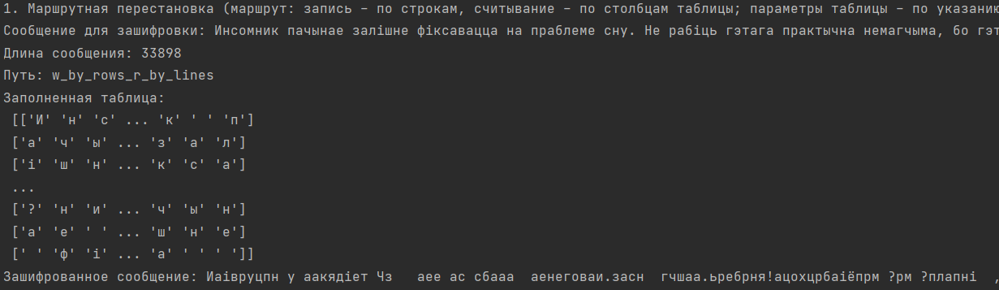 1. Маршрутная перестановка (маршрут: запись – по строкам, считывание – по столбцам таблицы; параметры таблицы – по указанию
Сообщение для зашифровки: Инсомник пачынае залішне фіксавацца на праблеме сну. Не рабіць гэтага практычна немагчыма, бо гэт
Длина сообщения: 33898
Путь: w_by_rows_r_by_lines
Заполненная таблица:
[['И' 'н' 'с' ... 'к' ' ' 'п']
['а' 'ч' 'ы' ... 'з' 'а' 'л']
['і' 'ш' 'н' ... 'к' 'с' 'а']
...
['?' 'н' 'и' ... 'ч' 'ы' 'н']
['а' 'е' ' ' ... 'ш' 'н' 'е']
[' ' 'ф' 'і' ... 'а' ' ' ' ']]
Зашифрованное сообщение: Иаівруцпн у аакядіет Чз   аее ас сбааа  аенеговаи.засн  гчшаа.ьребрня!ацохцрбаіёпрм ?рм ?плапні  ,